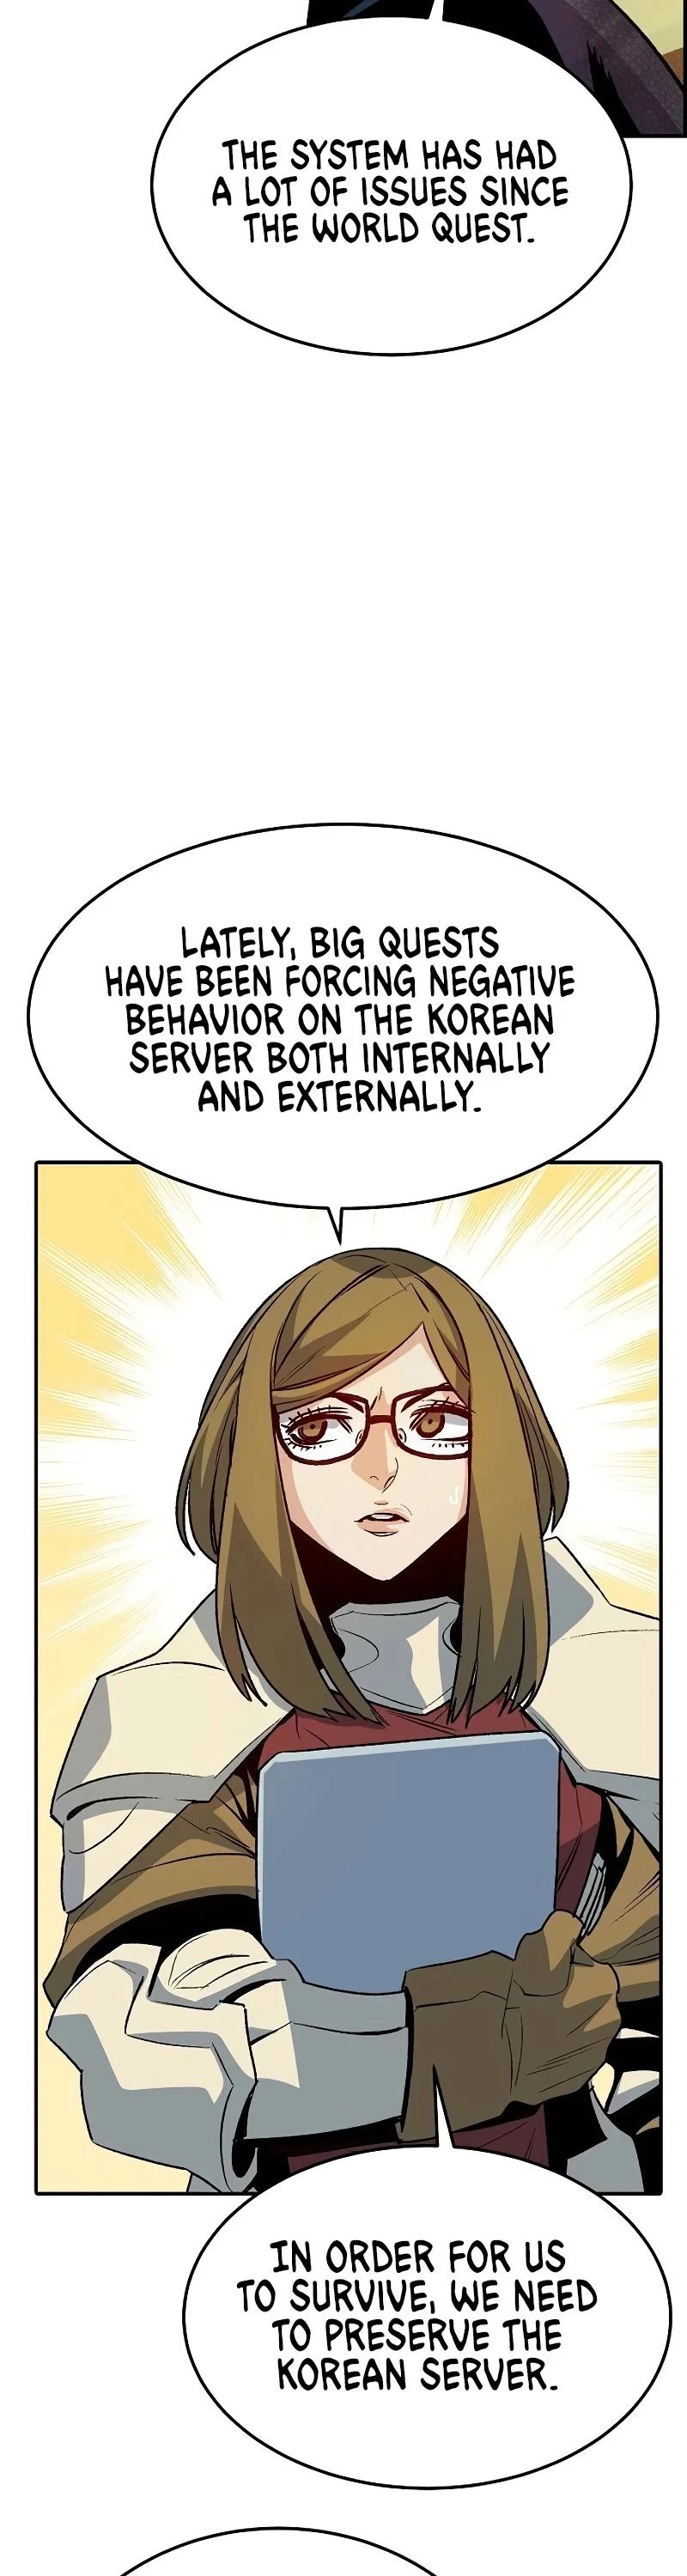 THE SYSTEM HAS HAD
A LOT OF ISSUES SINCE
THE WORLD QUEST.
LATELY, BIG QUESTS
HAVE BEEN FORCING NEGATIVE
BEHAVIOR ON THE KOREAN
SERVER BOTH INTERNALLY
AND EXTERNALLY.
IN ORDER FOR US
TO SURVIVE, WE NEED
TO PRESERVE THE
KOREAN SERVER.